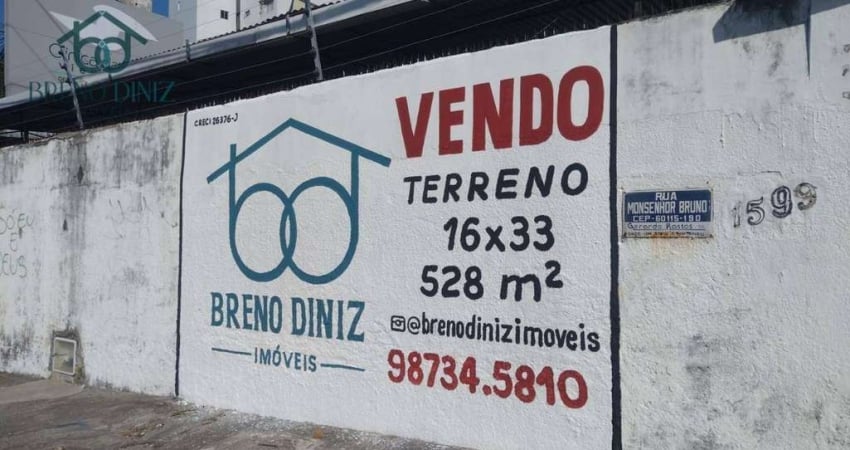 BRENO DINIZ
CRECI 26376-J
VENDO
TERRENO
16x33
528 m²
@brenodinizimoveis
98734.5810
BRENO DINIZ
IMÓVEIS
RUA
MONSENHOR BRUNO
CEP-60115-190
1599